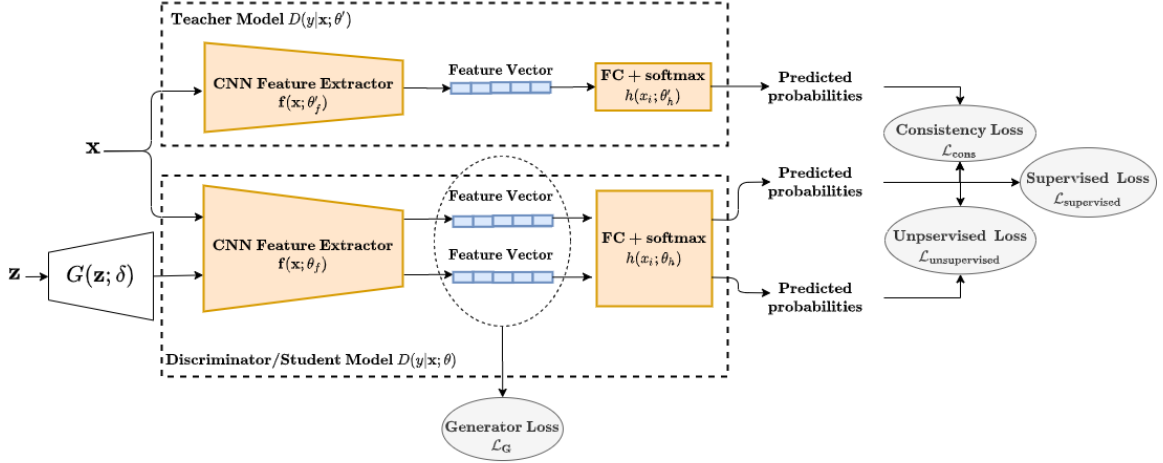 Teacher Model D(y|x; θ′)
CNN Feature Extractor
f(x; θ′_f)
Feature Vector
FC + softmax
h(x_i; θ′_h)
Predicted
probabilities
Consistency Loss
ℒ_cons
x
Feature Vector
CNN Feature Extractor
f(x; θ_f)
Feature Vector
FC + softmax
h(x_i; θ_h)
Predicted
probabilities
Supervised Loss
ℒ_supervised
Unpservised Loss
ℒ_unsupervised
z
G(z; δ)
Predicted
probabilities
Discriminator/Student Model D(y|x; θ)
Generator Loss
ℒ_G